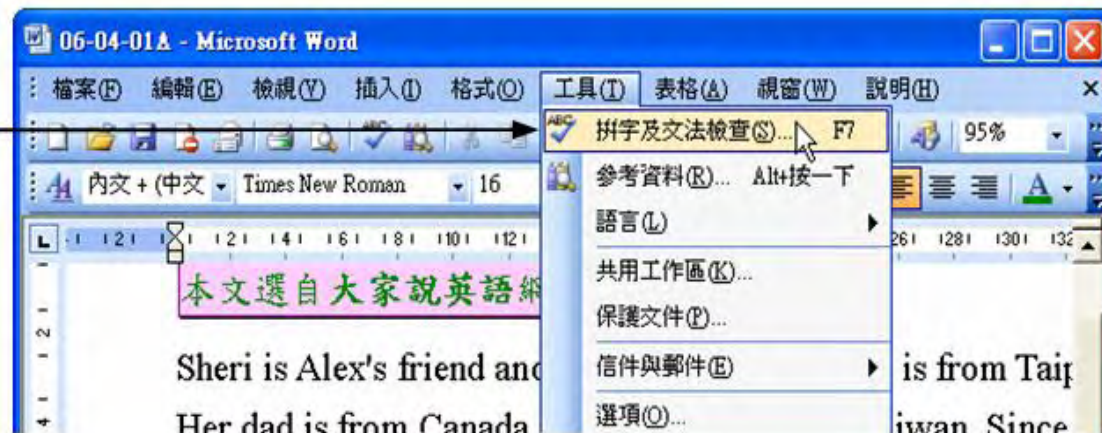 06-04-01A - Microsoft Word
檔案(F) 編輯(E) 檢視(V) 插入(I) 格式(O) 工具(T) 表格(A) 視窗(W) 說明(H)
拼字及文法檢查(S)... F7
95%
內文 + (中文 Times New Roman 16
參考資料(R)... Alt+按一下
語言(L)
共用工作區(K)...
本文選自大家說英語
保護文件(P)...
Sheri is Alex's friend and
信件與郵件(E)
is from Taip
選項(O)...
Her dad is from Canada
iwan. Since